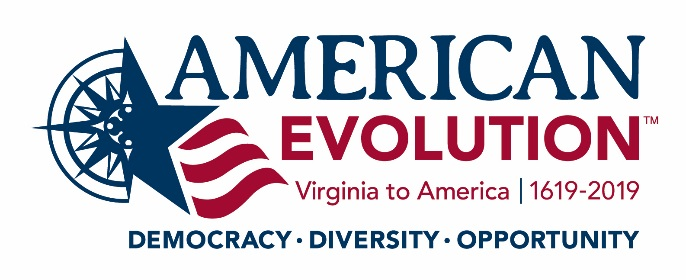 AMERICAN
EVOLUTION™
Virginia to America | 1619-2019
DEMOCRACY · DIVERSITY · OPPORTUNITY